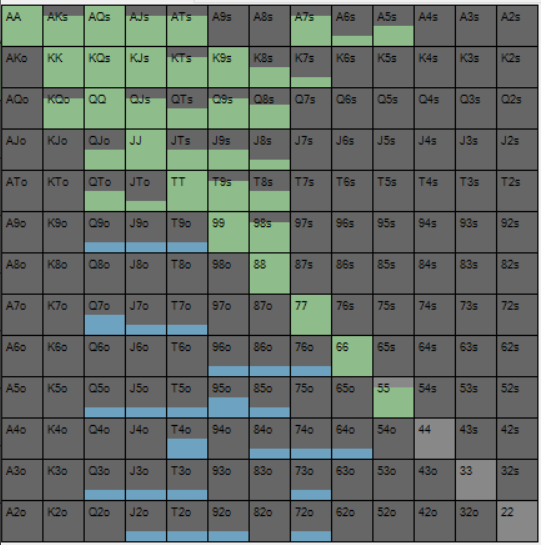 AA AKs AQs AJs ATs A9s A8s A7s A6s A5s A4s A3s A2s
AKo KK KQs KJs KTs K9s K8s K7s K6s K5s K4s K3s K2s
AQo KQo QQ QJs QTs Q9s Q8s Q7s Q6s Q5s Q4s Q3s Q2s
AJo KJo QJo JJ JTs J9s J8s J7s J6s J5s J4s J3s J2s
ATo KTo QTo JTo TT T9s T8s T7s T6s T5s T4s T3s T2s
A9o K9o Q9o J9o T9o 99 98s 97s 96s 95s 94s 93s 92s
A8o K8o Q8o J8o T8o 98o 88 87s 86s 85s 84s 83s 82s
A7o K7o Q7o J7o T7o 97o 87o 77 76s 75s 74s 73s 72s
A6o K6o Q6o J6o T6o 96o 86o 76o 66 65s 64s 63s 62s
A5o K5o Q5o J5o T5o 95o 85o 75o 65o 55 54s 53s 52s
A4o K4o Q4o J4o T4o 94o 84o 74o 64o 54o 44 43s 42s
A3o K3o Q3o J3o T3o 93o 83o 73o 63o 53o 43o 33 32s
A2o K2o Q2o J2o T2o 92o 82o 72o 62o 52o 42o 32o 22